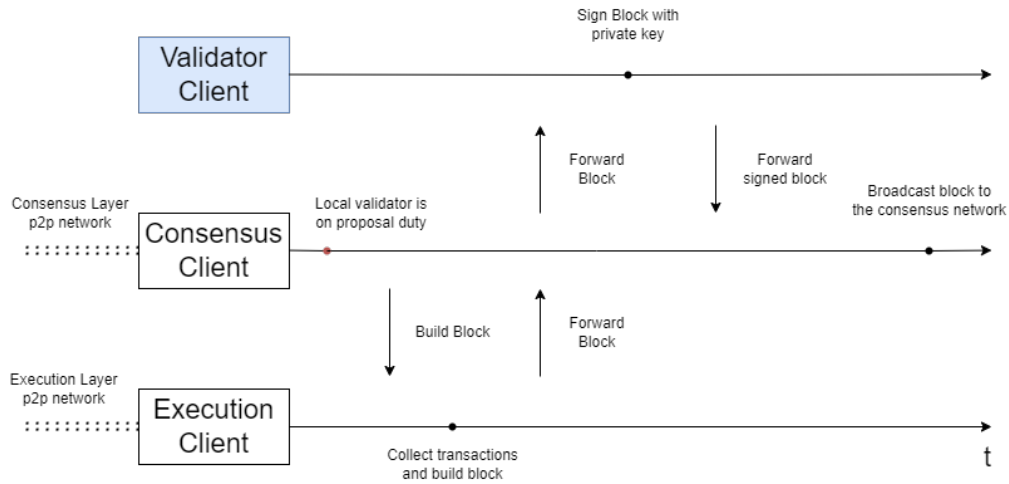 Sign Block with
private key
Validator
Client
Forward
Block
Forward
signed block
Consensus Layer
p2p network
Local validator is
on proposal duty
Broadcast block to
the consensus network
Consensus
Client
Build Block
Forward
Block
Execution Layer
p2p network
Execution
Client
Collect transactions
and build block
t